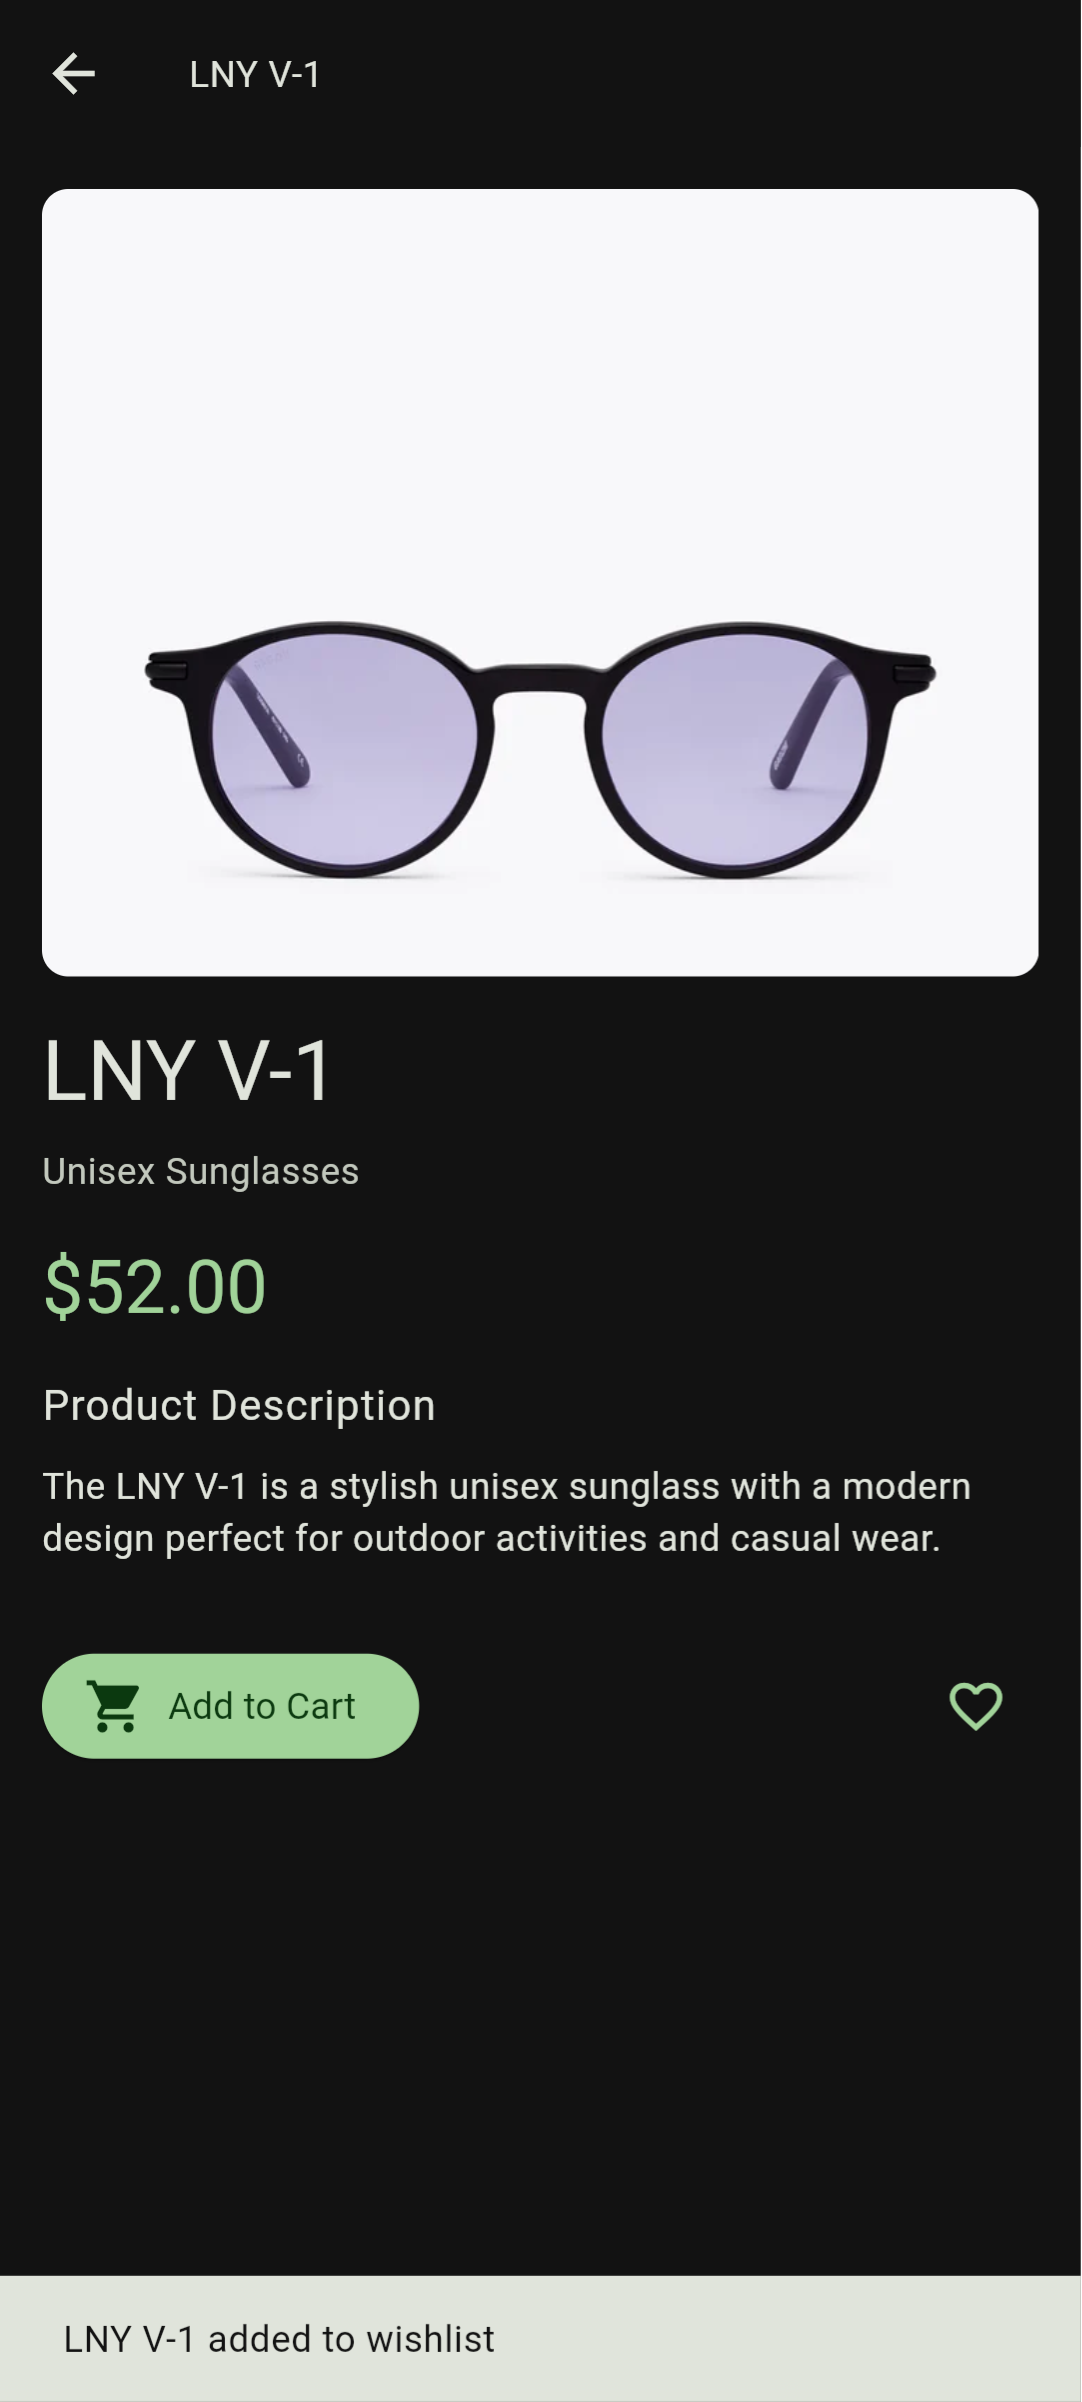 LNY V-1
LNY V-1
Unisex Sunglasses
$52.00
Product Description
The LNY V-1 is a stylish unisex sunglass with a modern
design perfect for outdoor activities and casual wear.
Add to Cart
LNY V-1 added to wishlist